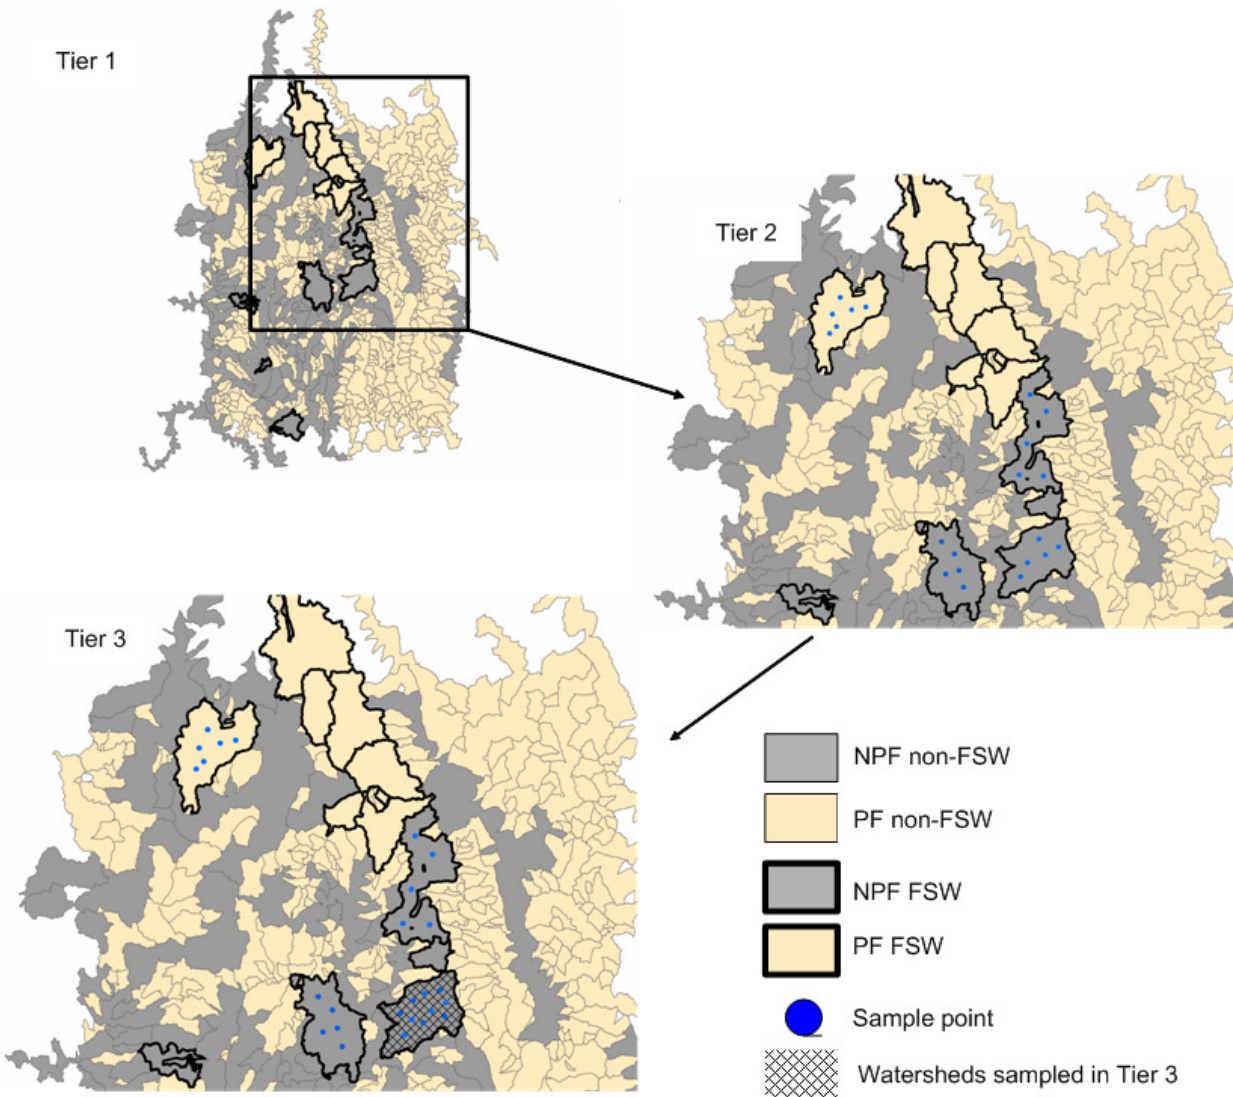 Tier 1
Tier 2
Tier 3
NPF non-FSW
PF non-FSW
NPF FSW
PF FSW
Sample point
Watersheds sampled in Tier 3